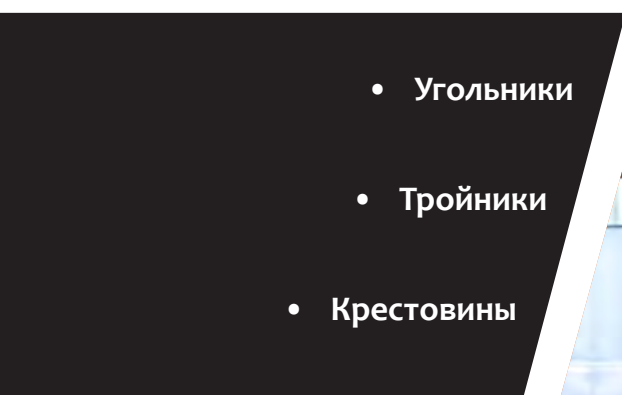 • Угольники
• Тройники
• Крестовины